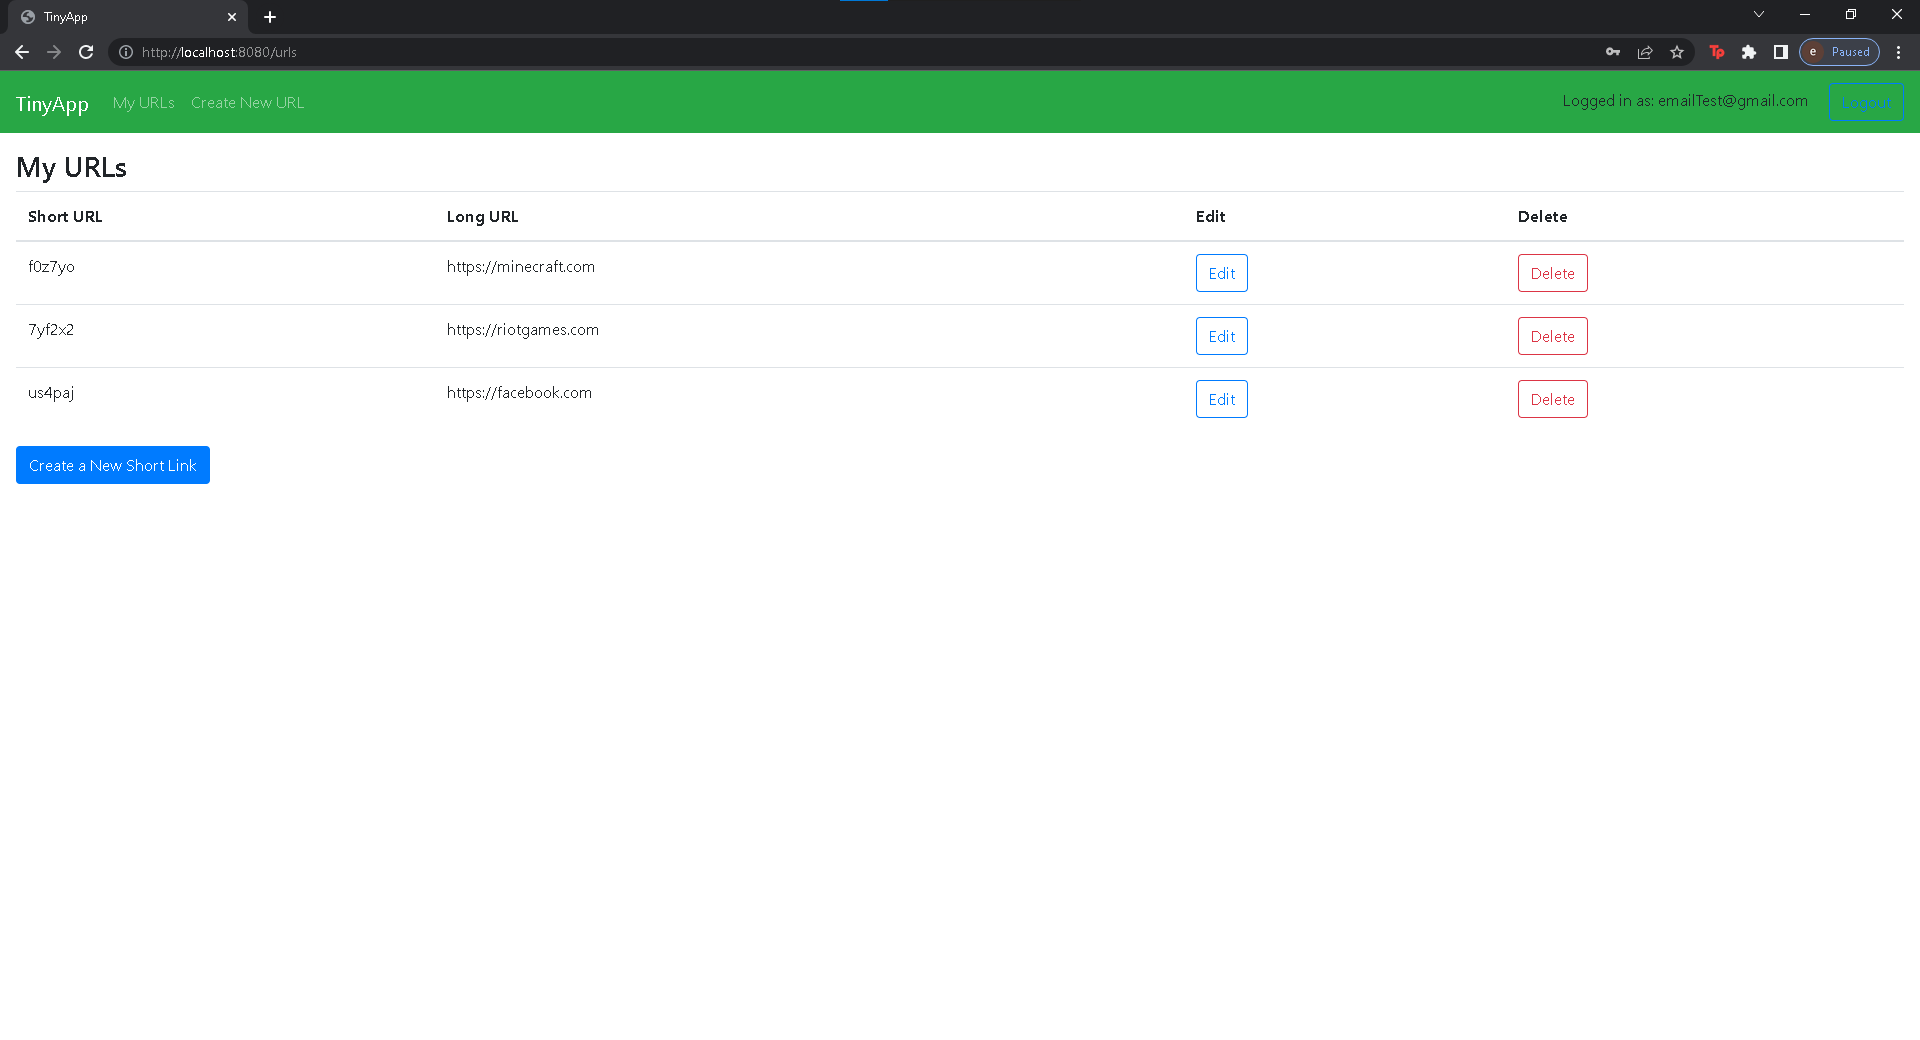 TinyApp
http://localhost:8080/urls
e Paused
TinyApp My URLs Create New URL Logged in as: emailTest@gmail.com Logout
My URLs
Short URL Long URL Edit Delete
f0z7yo https://minecraft.com Edit Delete
7yf2x2 https://riotgames.com Edit Delete
us4paj https://facebook.com Edit Delete
Create a New Short Link